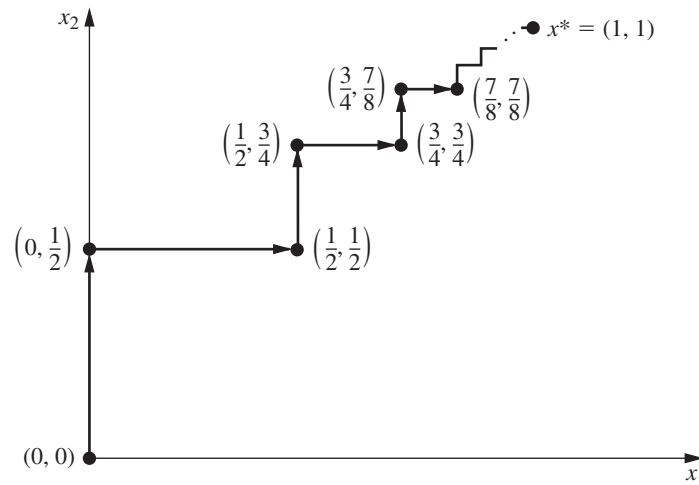 x₂
x* = (1, 1)
(3/4, 7/8)
(7/8, 7/8)
(1/2, 3/4)
(3/4, 3/4)
(0, 1/2)
(1/2, 1/2)
(0, 0)
x